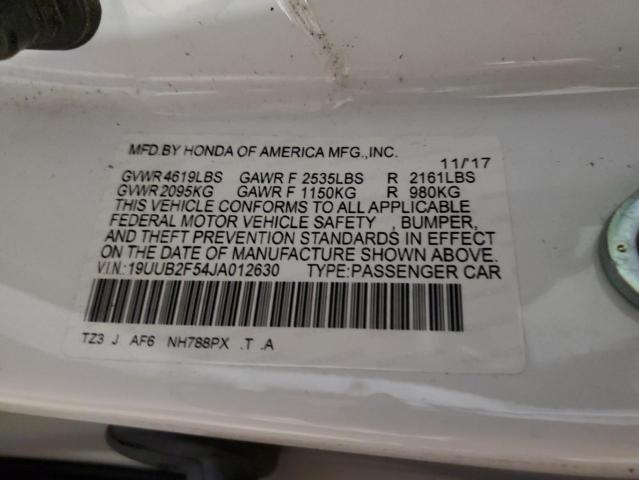 MFD.BY HONDA OF AMERICA MFG.,INC.
11/'17
GVWR 4619LBS GAWR F 2535LBS R 2161LBS
GVWR 2095KG GAWR F 1150KG R 980KG
THIS VEHICLE CONFORMS TO ALL APPLICABLE
FEDERAL MOTOR VEHICLE SAFETY , BUMPER,
AND THEFT PREVENTION STANDARDS IN EFFECT
ON THE DATE OF MANUFACTURE SHOWN ABOVE.
V.I.N.:19UUB2F54JA012630 TYPE:PASSENGER CAR
TZ3 J AF6 NH788PX .T .A